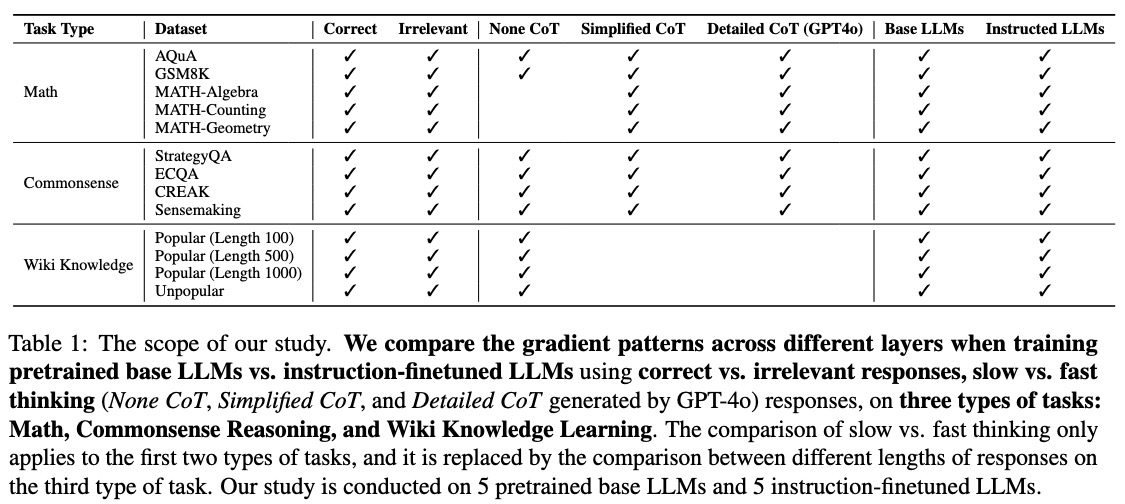 Task Type Dataset Correct Irrelevant None CoT Simplified CoT Detailed CoT (GPT4o) Base LLMs Instructed LLMs
AQuA ✓ ✓ ✓ ✓ ✓ ✓ ✓
GSM8K ✓ ✓ ✓ ✓ ✓ ✓ ✓
Math MATH-Algebra ✓ ✓ ✓ ✓ ✓ ✓
MATH-Counting ✓ ✓ ✓ ✓ ✓ ✓
MATH-Geometry ✓ ✓ ✓ ✓ ✓ ✓
StrategyQA ✓ ✓ ✓ ✓ ✓ ✓ ✓
ECQA ✓ ✓ ✓ ✓ ✓ ✓ ✓
Commonsense
CREAK ✓ ✓ ✓ ✓ ✓ ✓ ✓
Sensemaking ✓ ✓ ✓ ✓ ✓ ✓ ✓
Popular (Length 100) ✓ ✓ ✓ ✓ ✓
Popular (Length 500) ✓ ✓ ✓ ✓ ✓
Wiki Knowledge
Popular (Length 1000) ✓ ✓ ✓ ✓ ✓
Unpopular ✓ ✓ ✓ ✓ ✓
Table 1: The scope of our study. We compare the gradient patterns across different layers when training
pretrained base LLMs vs. instruction-finetuned LLMs using correct vs. irrelevant responses, slow vs. fast
thinking (None CoT, Simplified CoT, and Detailed CoT generated by GPT-4o) responses, on three types of tasks:
Math, Commonsense Reasoning, and Wiki Knowledge Learning. The comparison of slow vs. fast thinking only
applies to the first two types of tasks, and it is replaced by the comparison between different lengths of responses on
the third type of task. Our study is conducted on 5 pretrained base LLMs and 5 instruction-finetuned LLMs.